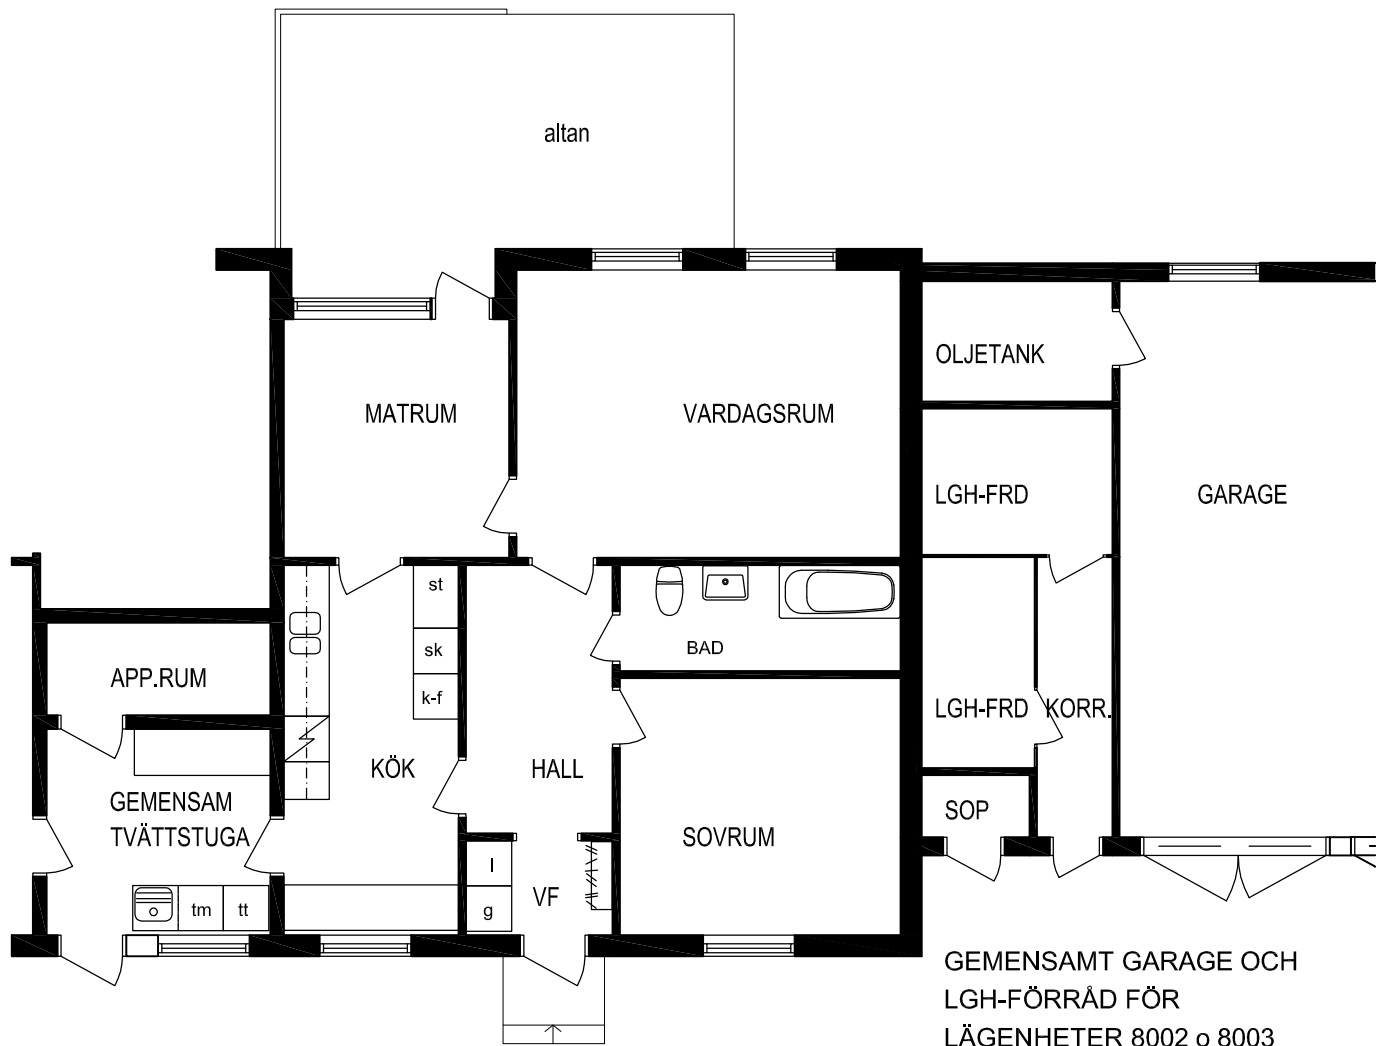 altan
OLJETANK
MATRUM
VARDAGSRUM
LGH-FRD
GARAGE
st
sk
BAD
APP.RUM
k-f
LGH-FRD
KORR.
KÖK
HALL
GEMENSAM
TVÄTTSTUGA
SOP
SOVRUM
l
VF
tm
tt
g
GEMENSAMT GARAGE OCH
LGH-FÖRRÅD FÖR
LÄGENHETER 8002 o 8003